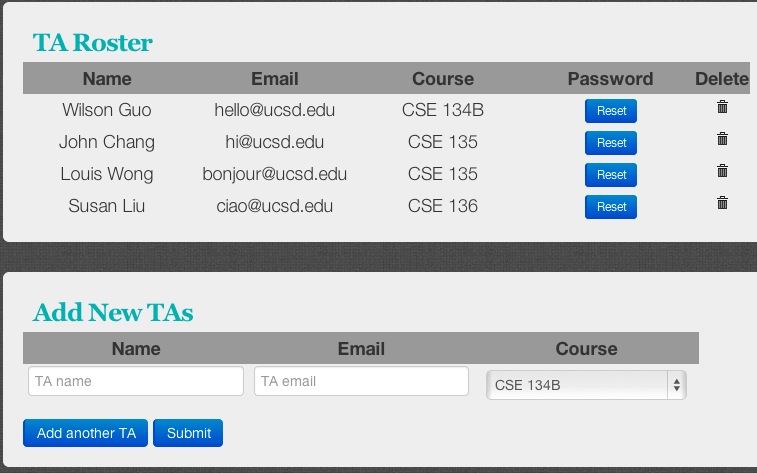 TA Roster
Name Email Course Password Delete
Wilson Guo hello@ucsd.edu CSE 134B Reset
John Chang hi@ucsd.edu CSE 135 Reset
Louis Wong bonjour@ucsd.edu CSE 135 Reset
Susan Liu ciao@ucsd.edu CSE 136 Reset
Add New TAs
Name Email Course
TA name TA email CSE 134B
Add another TA Submit